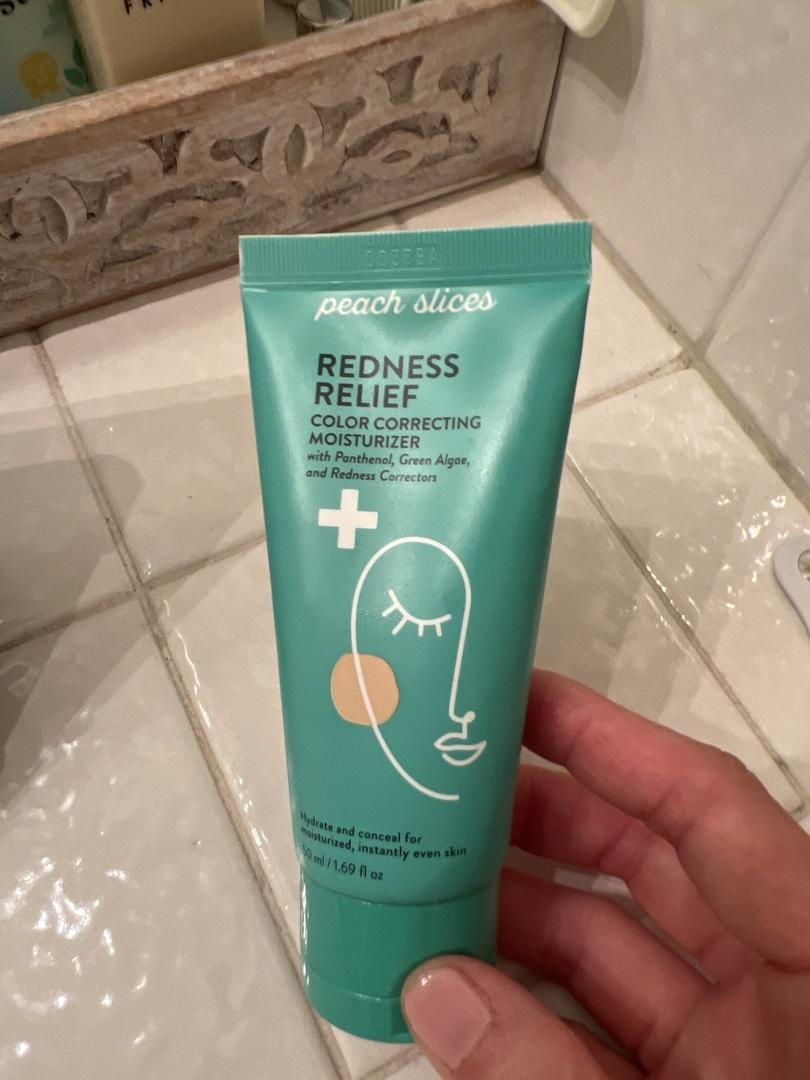 peach slices
REDNESS
RELIEF
COLOR CORRECTING
MOISTURIZER
with Panthenol, Green Algae,
and Redness Correctors
Hydrate and conceal for
moisturized, instantly even skin
50 ml / 1.69 fl oz